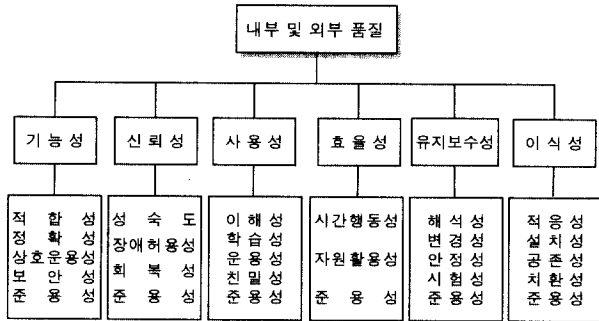 내부 및 외부 품질
기능성
신뢰성
사용성
효율성
유지보수성
이식성
적합성
정확성
상호운용성
보안성
준용성
성숙도
장애허용성
회복성
준용성
이해성
학습성
운용성
친밀성
준용성
시간행동성
자원활용성
준용성
해석성
변경성
안정성
시험성
준용성
적응성
설치성
공존성
치환성
준용성